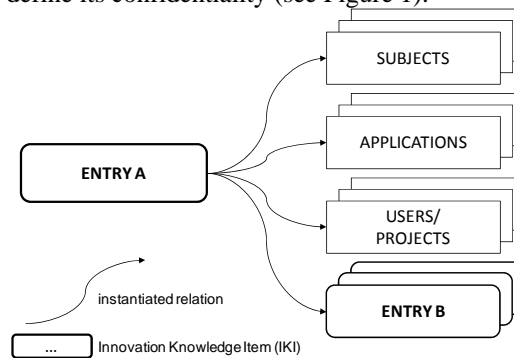 define its confidentiality (see Figure 1).
SUBJECTS
APPLICATIONS
ENTRY A
USERS/
PROJECTS
instantiated relation
ENTRY B
... Innovation Knowledge Item (IKI)